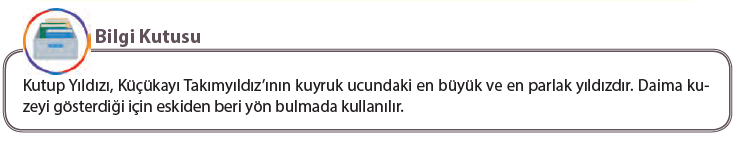 Bilgi Kutusu
Kutup Yıldızı, Küçükayı Takımyıldız’ının kuyruk ucundaki en büyük ve en parlak yıldızdır. Daima ku-
zeyi gösterdiği için eskiden beri yön bulmada kullanılır.